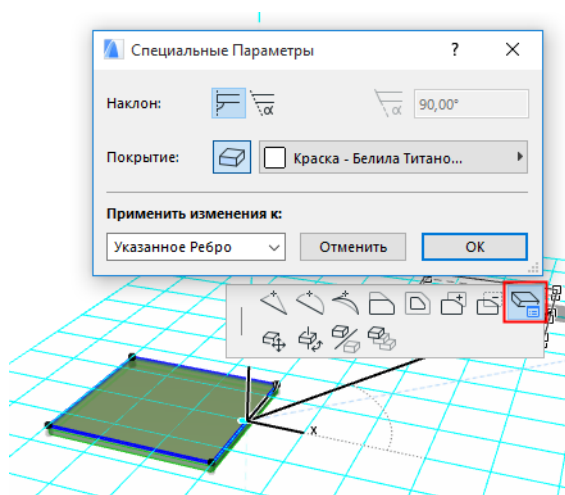 Специальные Параметры
?
Наклон:
α
α
90,00°
Покрытие:
Краска - Белила Титано...
Применить изменения к:
Указанное Ребро
Отменить
OK
x